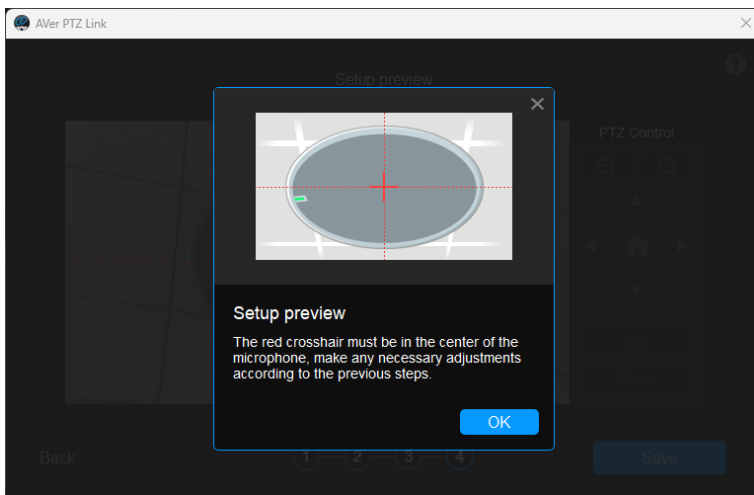 AVer PTZ Link
Setup preview
PTZ Control
Setup preview
The red crosshair must be in the center of the
microphone, make any necessary adjustments
according to the previous steps.
OK
Back
1 2 3 4
Save